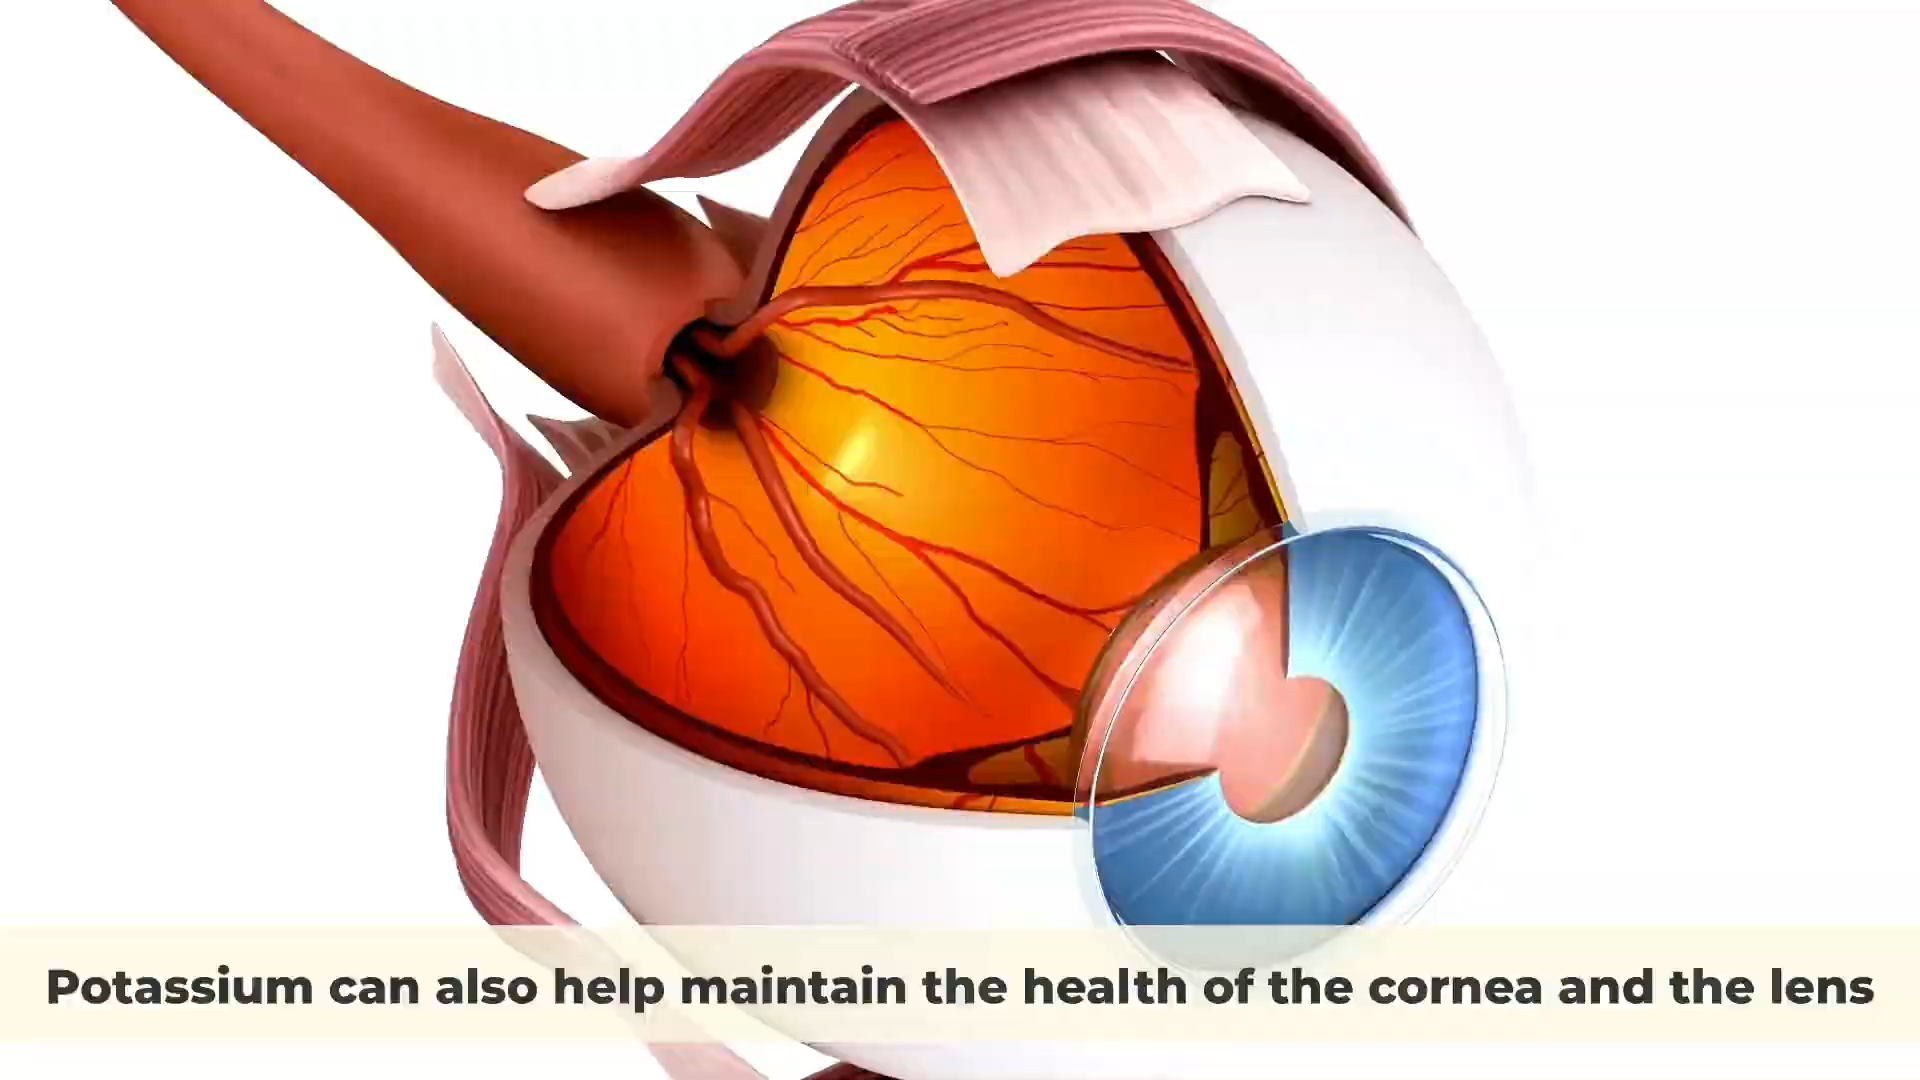 Potassium can also help maintain the health of the cornea and the lens